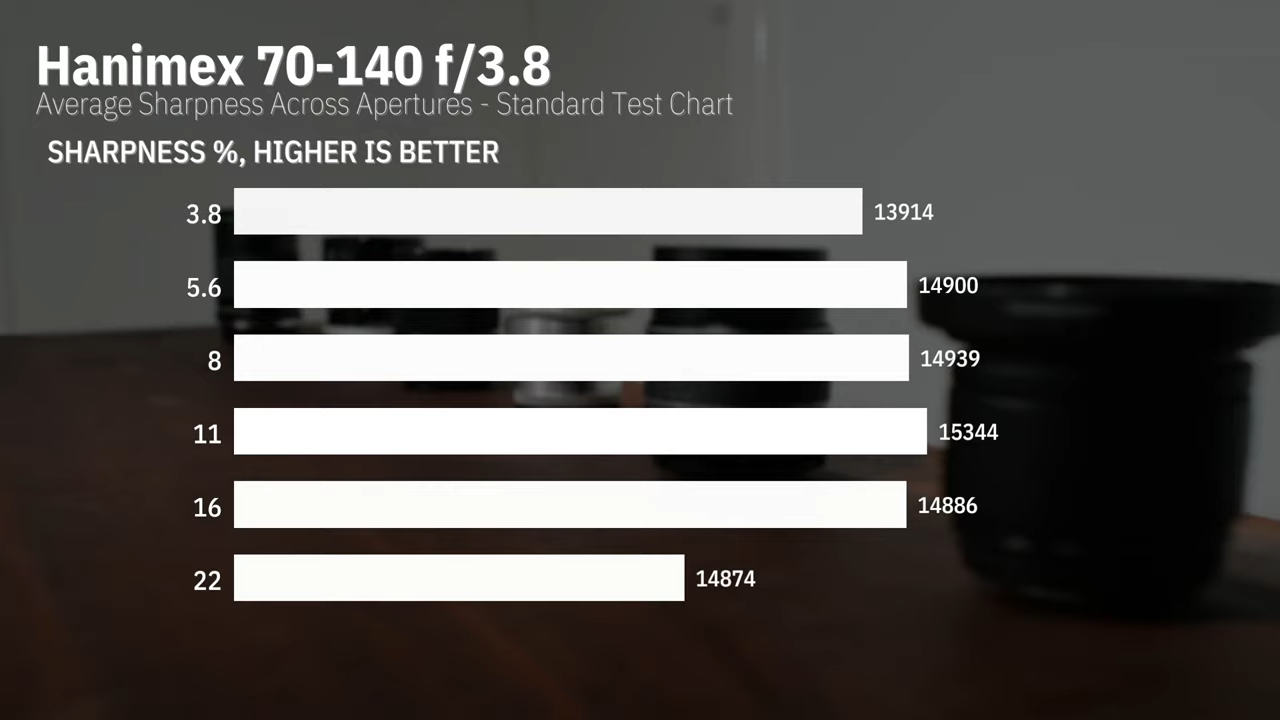 Hanimex 70-140 f/3.8
Average Sharpness Across Apertures - Standard Test Chart
SHARPNESS %, HIGHER IS BETTER
3.8 13914
5.6 14900
8 14939
11 15344
16 14886
22 14874